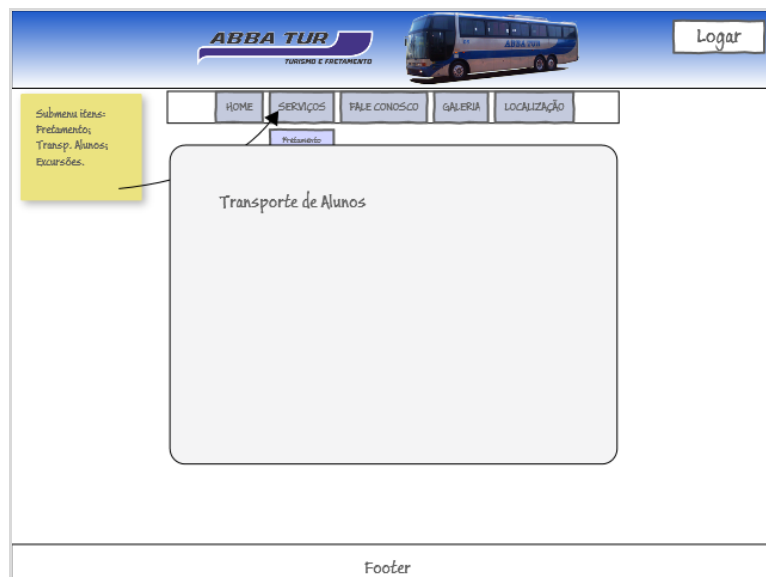 ABBA TUR
TURISMO E FRETAMENTO
ABBA TUR
Logar
Submenu itens:
Fretamento;
Transp. Alunos;
Excursões.
HOME
SERVIÇOS
FALE CONOSCO
GALERIA
LOCALIZAÇÃO
Fretamento
Transporte de Alunos
Footer